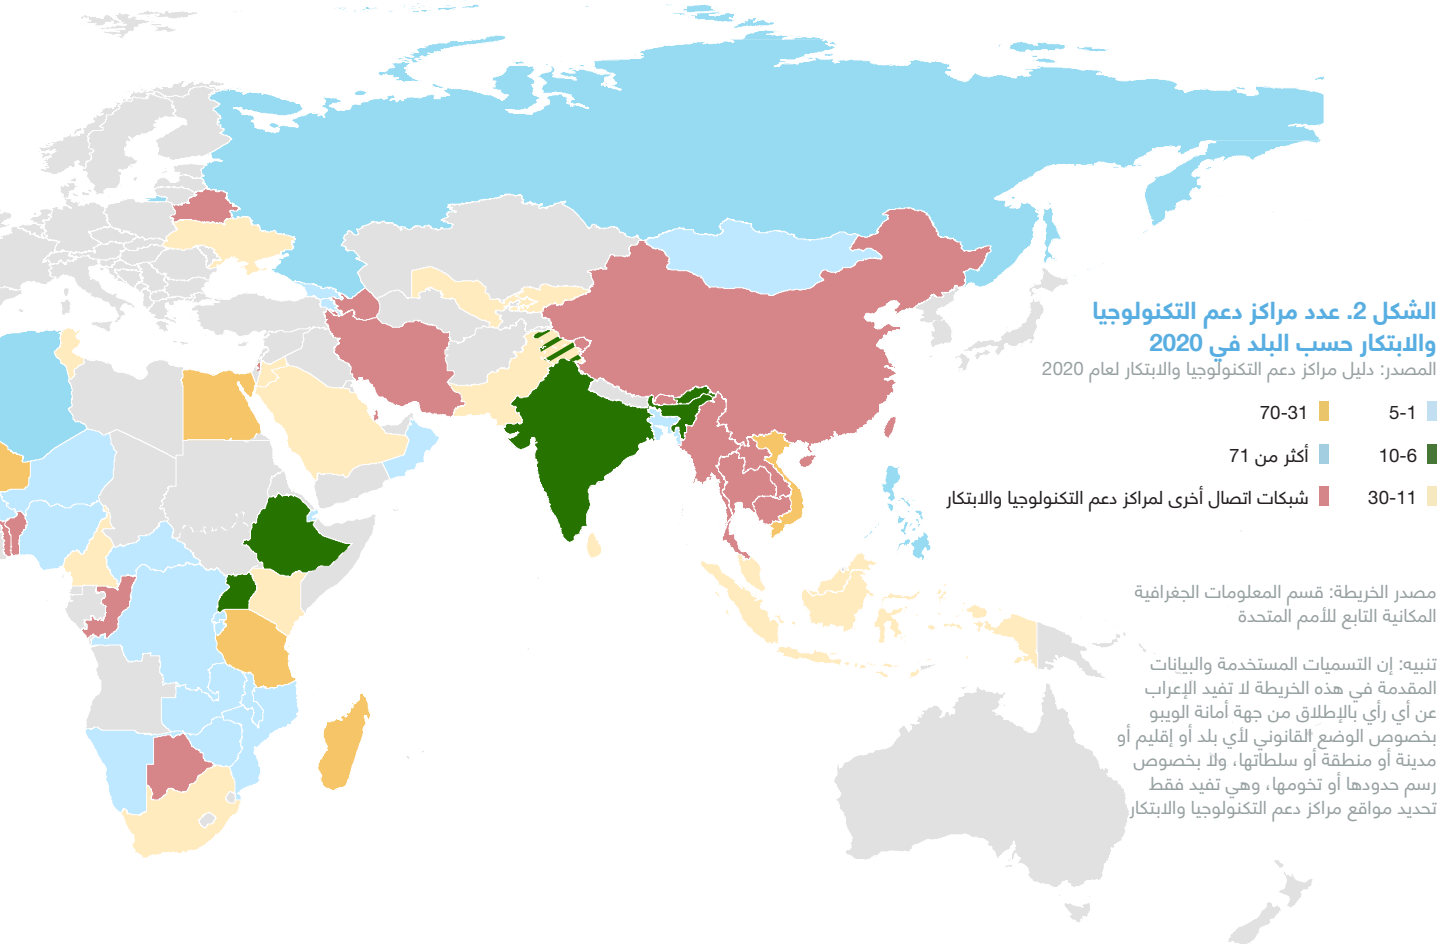 الشكل 2. عدد مراكز دعم التكنولوجيا
والابتكار حسب البلد في 2020
المصدر: دليل مراكز دعم التكنولوجيا والابتكار لعام 2020
5-1
70-31
10-6
أكثر من 71
30-11
شبكات اتصال أخرى لمراكز دعم التكنولوجيا والابتكار
مصدر الخريطة: قسم المعلومات الجغرافية
المكانية التابع للأمم المتحدة
تنبيه: إن التسميات المستخدمة والبيانات
المقدمة في هذه الخريطة لا تفيد الإعراب
عن أي رأي بالإطلاق من جهة أمانة الويبو
بخصوص الوضع القانوني لأي بلد أو إقليم أو
مدينة أو منطقة أو سلطاتها، ولا بخصوص
رسم حدودها أو تخومها، وهي تفيد فقط
تحديد مواقع مراكز دعم التكنولوجيا والابتكار